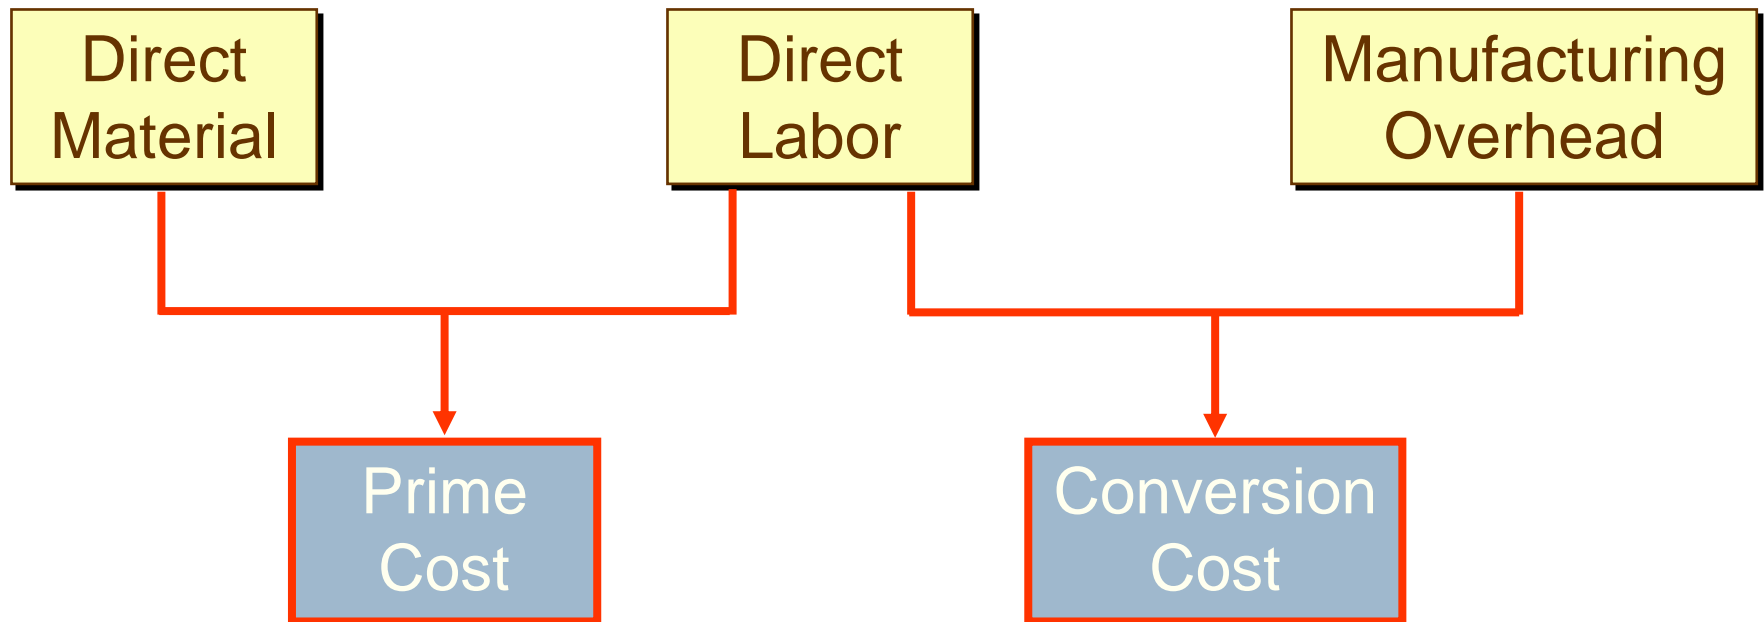 Direct
Material
Direct
Labor
Manufacturing
Overhead
Prime
Cost
Conversion
Cost